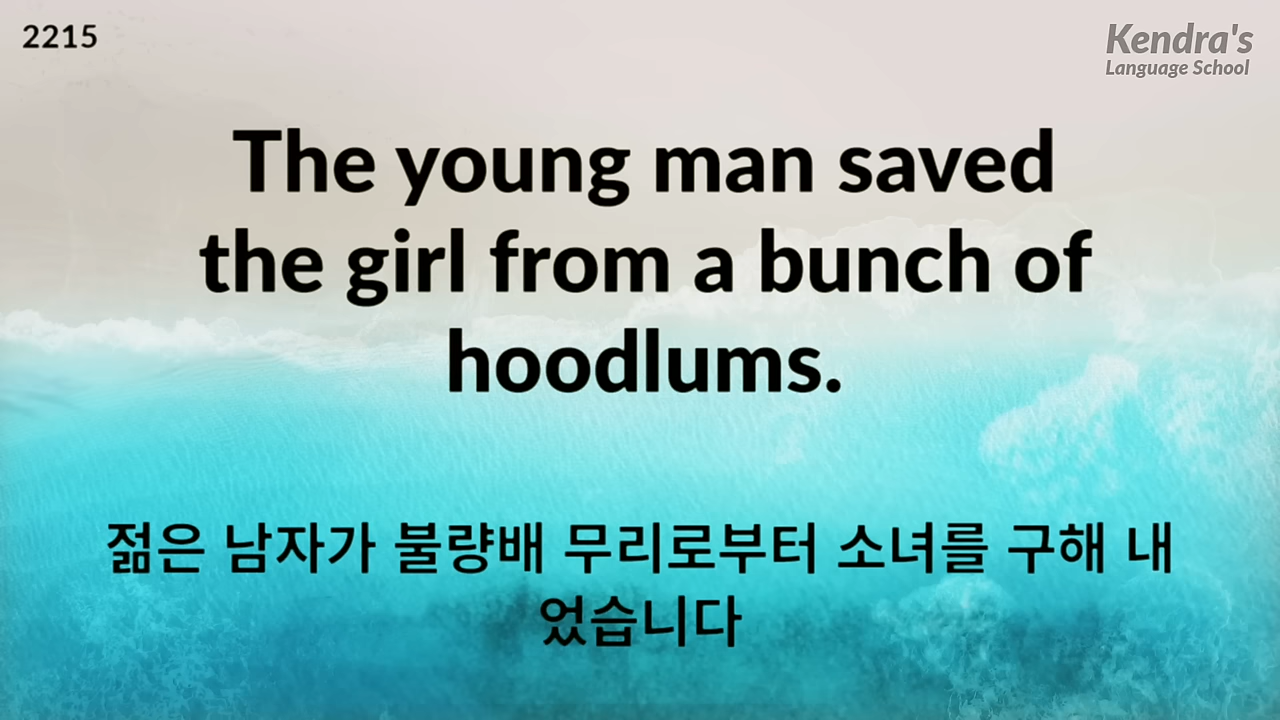 2215
Kendra's
Language School
The young man saved
the girl from a bunch of
hoodlums.
젊은 남자가 불량배 무리로부터 소녀를 구해 내
었습니다